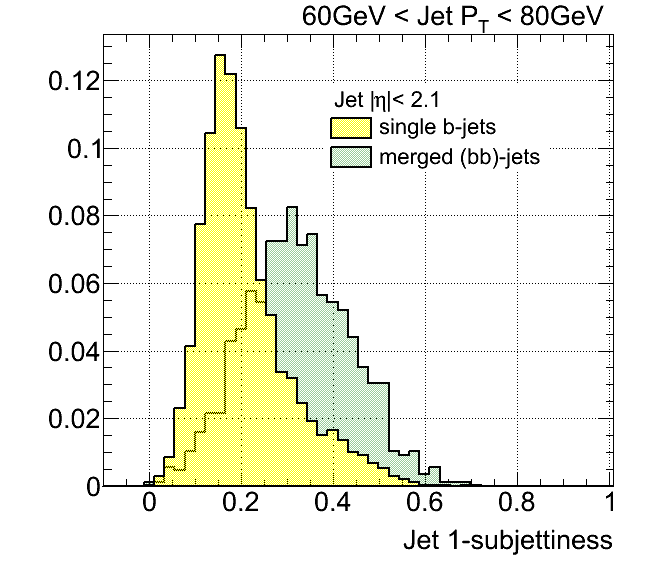 60GeV < Jet P_T < 80GeV
0.12
Jet |η|< 2.1
single b-jets
0.1
merged (bb)-jets
0.08
0.06
0.04
0.02
0
0 0.2 0.4 0.6 0.8 1
Jet 1-subjettiness